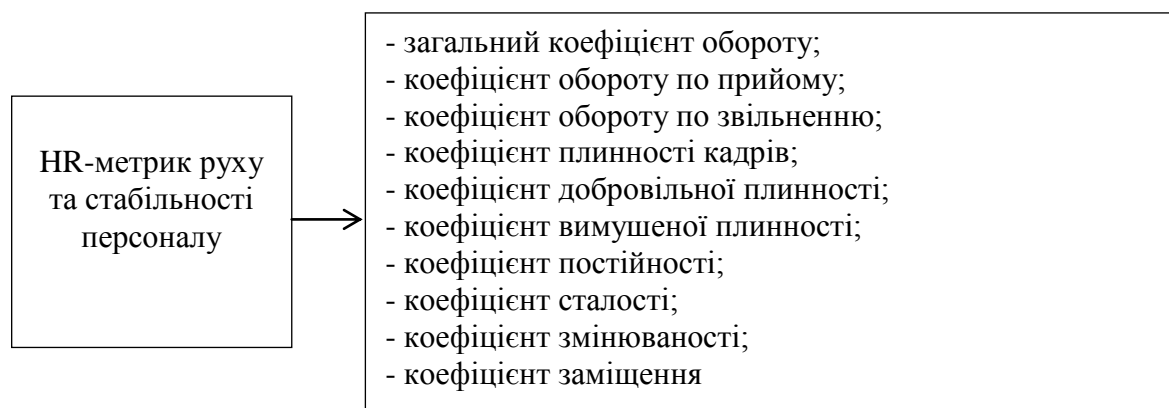 HR-метрик руху
та стабільності
персоналу
- загальний коефіцієнт обороту;
- коефіцієнт обороту по прийому;
- коефіцієнт обороту по звільненню;
- коефіцієнт плинності кадрів;
- коефіцієнт добровільної плинності;
- коефіцієнт вимушеної плинності;
- коефіцієнт постійності;
- коефіцієнт сталості;
- коефіцієнт змінюваності;
- коефіцієнт заміщення